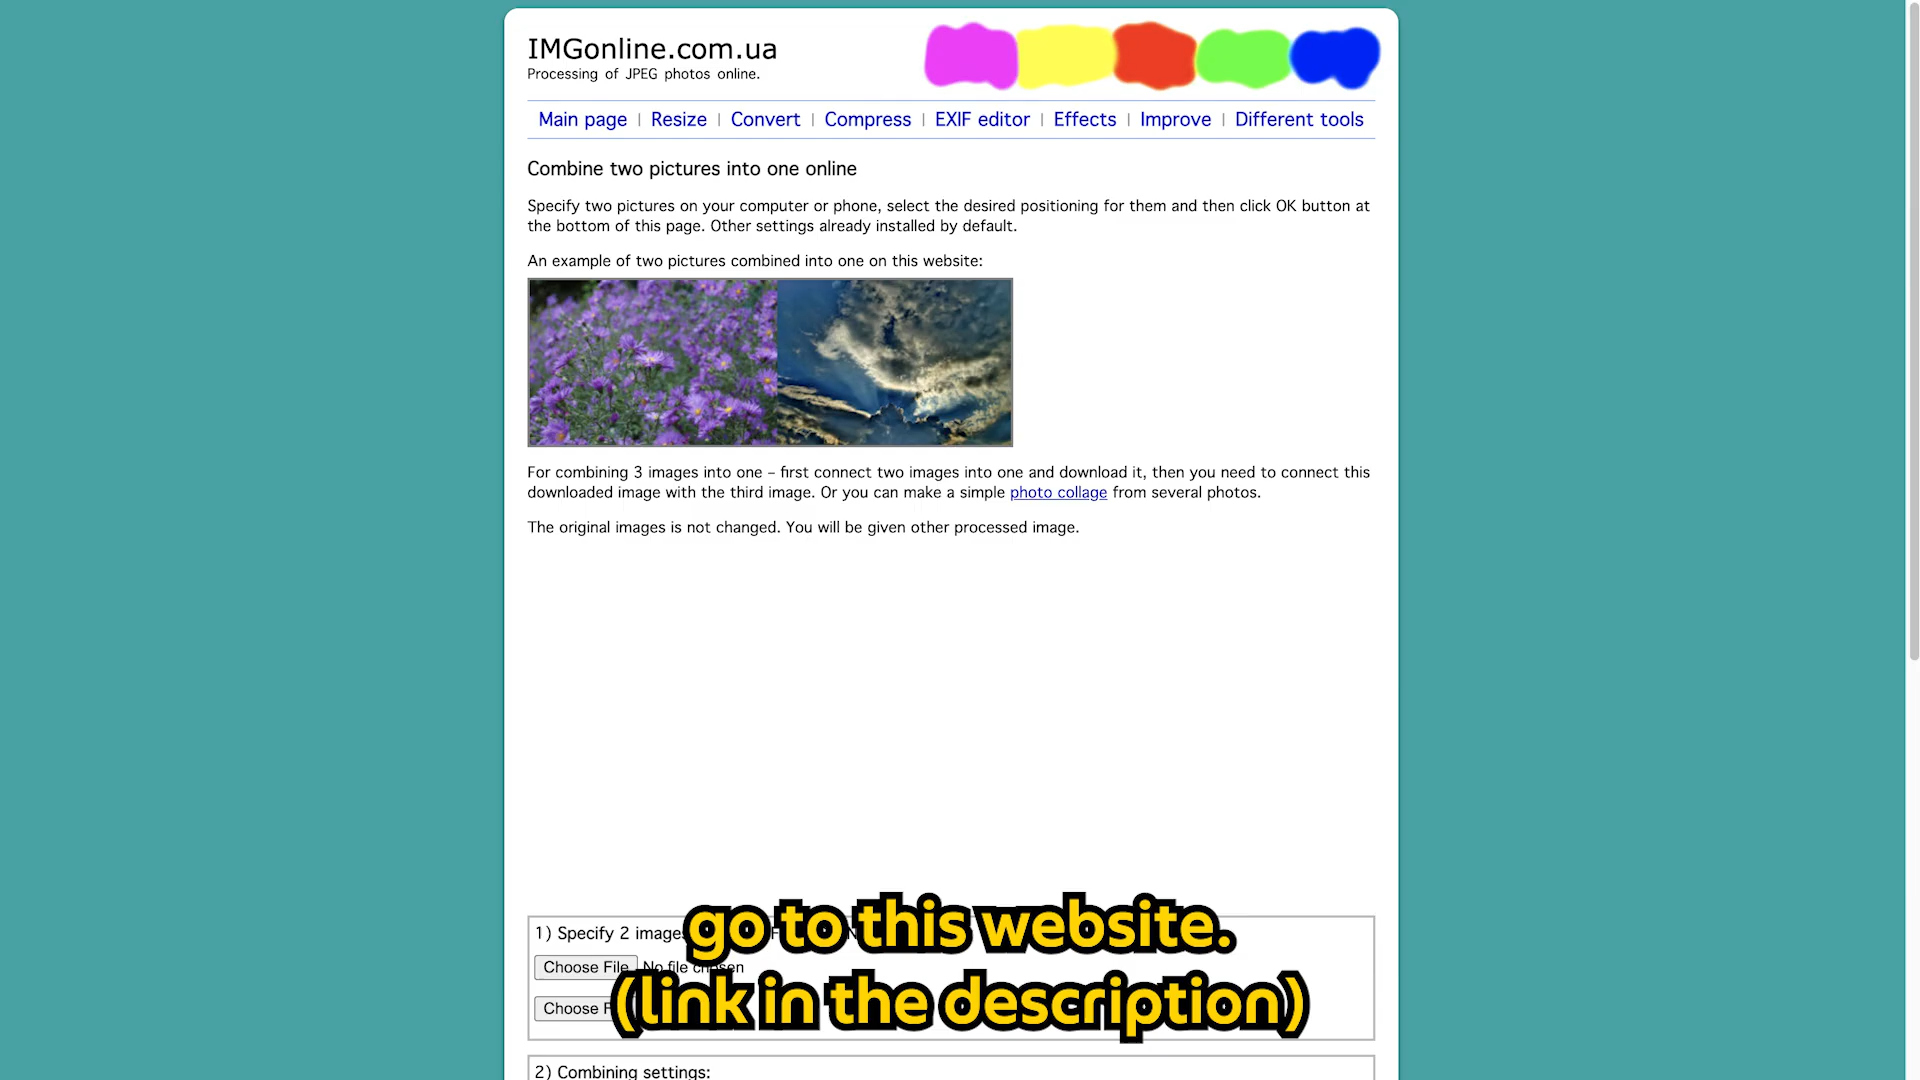 IMGonline.com.ua
Processing of JPEG photos online.
Main page | Resize | Convert | Compress | EXIF editor | Effects | Improve | Different tools
Combine two pictures into one online
Specify two pictures on your computer or phone, select the desired positioning for them and then click OK button at
the bottom of this page. Other settings already installed by default.
An example of two pictures combined into one on this website:
For combining 3 images into one – first connect two images into one and download it, then you need to connect this
downloaded image with the third image. Or you can make a simple photo collage from several photos.
The original images is not changed. You will be given other processed image.
1) Specify 2 images
go to this website.
Choose File No file chosen
Choose
(link in the description)
2) Combining settings: